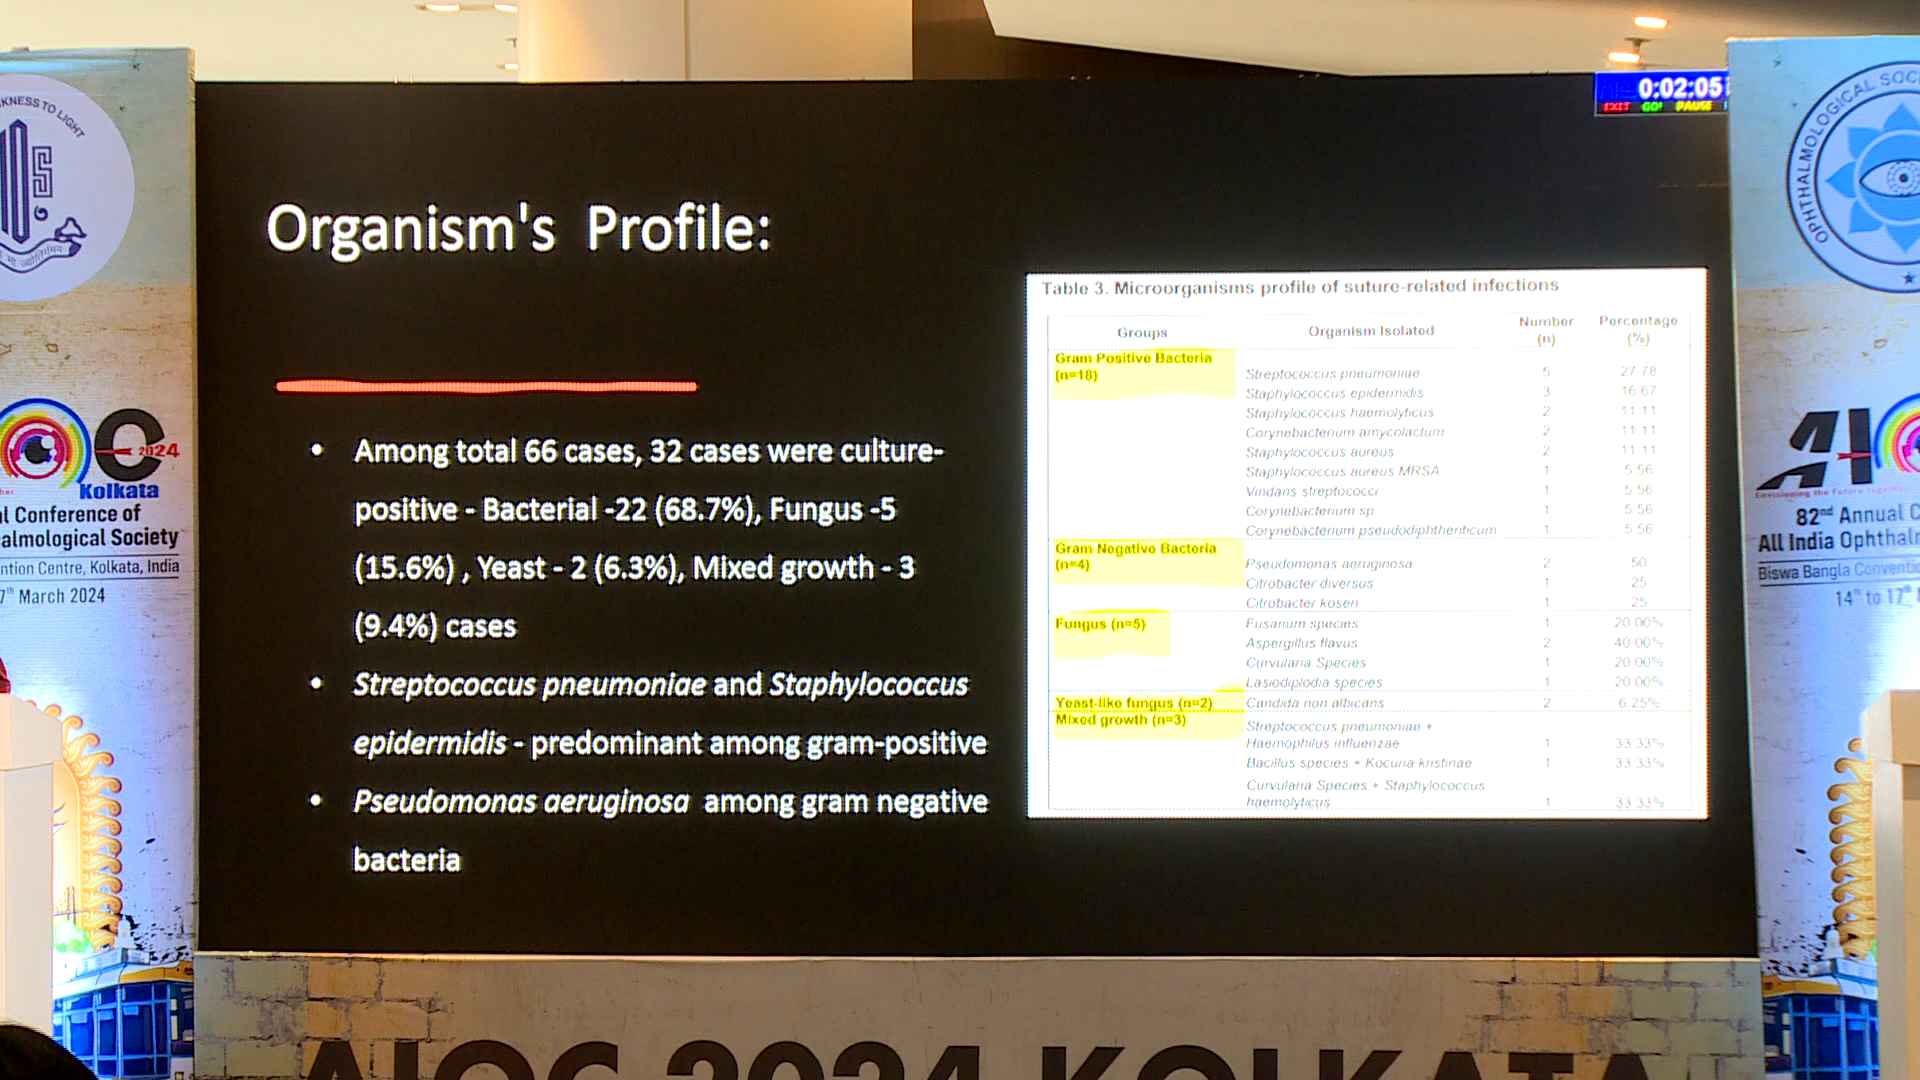 0:02:05
EXIT GO! PAUSE
KNESS TO LIGHT
OPHTHALMOLOGICAL SOC
Organism's Profile:
• Among total 66 cases, 32 cases were culture-
positive - Bacterial -22 (68.7%), Fungus -5
(15.6%) , Yeast - 2 (6.3%), Mixed growth - 3
(9.4%) cases
• Streptococcus pneumoniae and Staphylococcus
epidermidis - predominant among gram-positive
• Pseudomonas aeruginosa among gram negative
bacteria
Table 3. Microorganisms profile of suture-related infections
Groups Organism Isolated Number (n) Percentage (%)
Gram Positive Bacteria
(n=18) Streptococcus pneumoniae 5 27.78
Staphylococcus epidermidis 3 16.67
Staphylococcus haemolyticus 2 11.11
Corynebacterium amycolactum 2 11.11
Staphylococcus aureus 2 11.11
Staphylococcus aureus MRSA 1 5.56
Viridans streptococci 1 5.56
Corynebacterium sp. 1 5.56
Corynebacterium pseudodiphthenticum 1 5.56
Gram Negative Bacteria
(n=4) Pseudomonas aeruginosa 2 50
Citrobacter diversus 1 25
Citrobacter koseri 1 25
Fungus (n=5) Fusarium species 1 20.00%
Aspergillus flavus 2 40.00%
Curvularia Species 1 20.00%
Lasiodiplodia species 1 20.00%
Yeast-like fungus (n=2) Candida non albicans 2 6.25%
Mixed growth (n=3) Streptococcus pneumoniae +
Haemophilus influenzae 1 33.33%
Bacillus species + Kocuria kristinae 1 33.33%
Curvularia Species + Staphylococcus
haemolyticus 1 33.33%
OC
2024
Kolkata
l Conference of
almological Society
ntion Centre, Kolkata, India
7th March 2024
AIO
Envisioning the Future together
82nd Annual C
All India Ophthal
Biswa Bangla Conventi
14th to 17th
AIOC 2024 KOLKATA